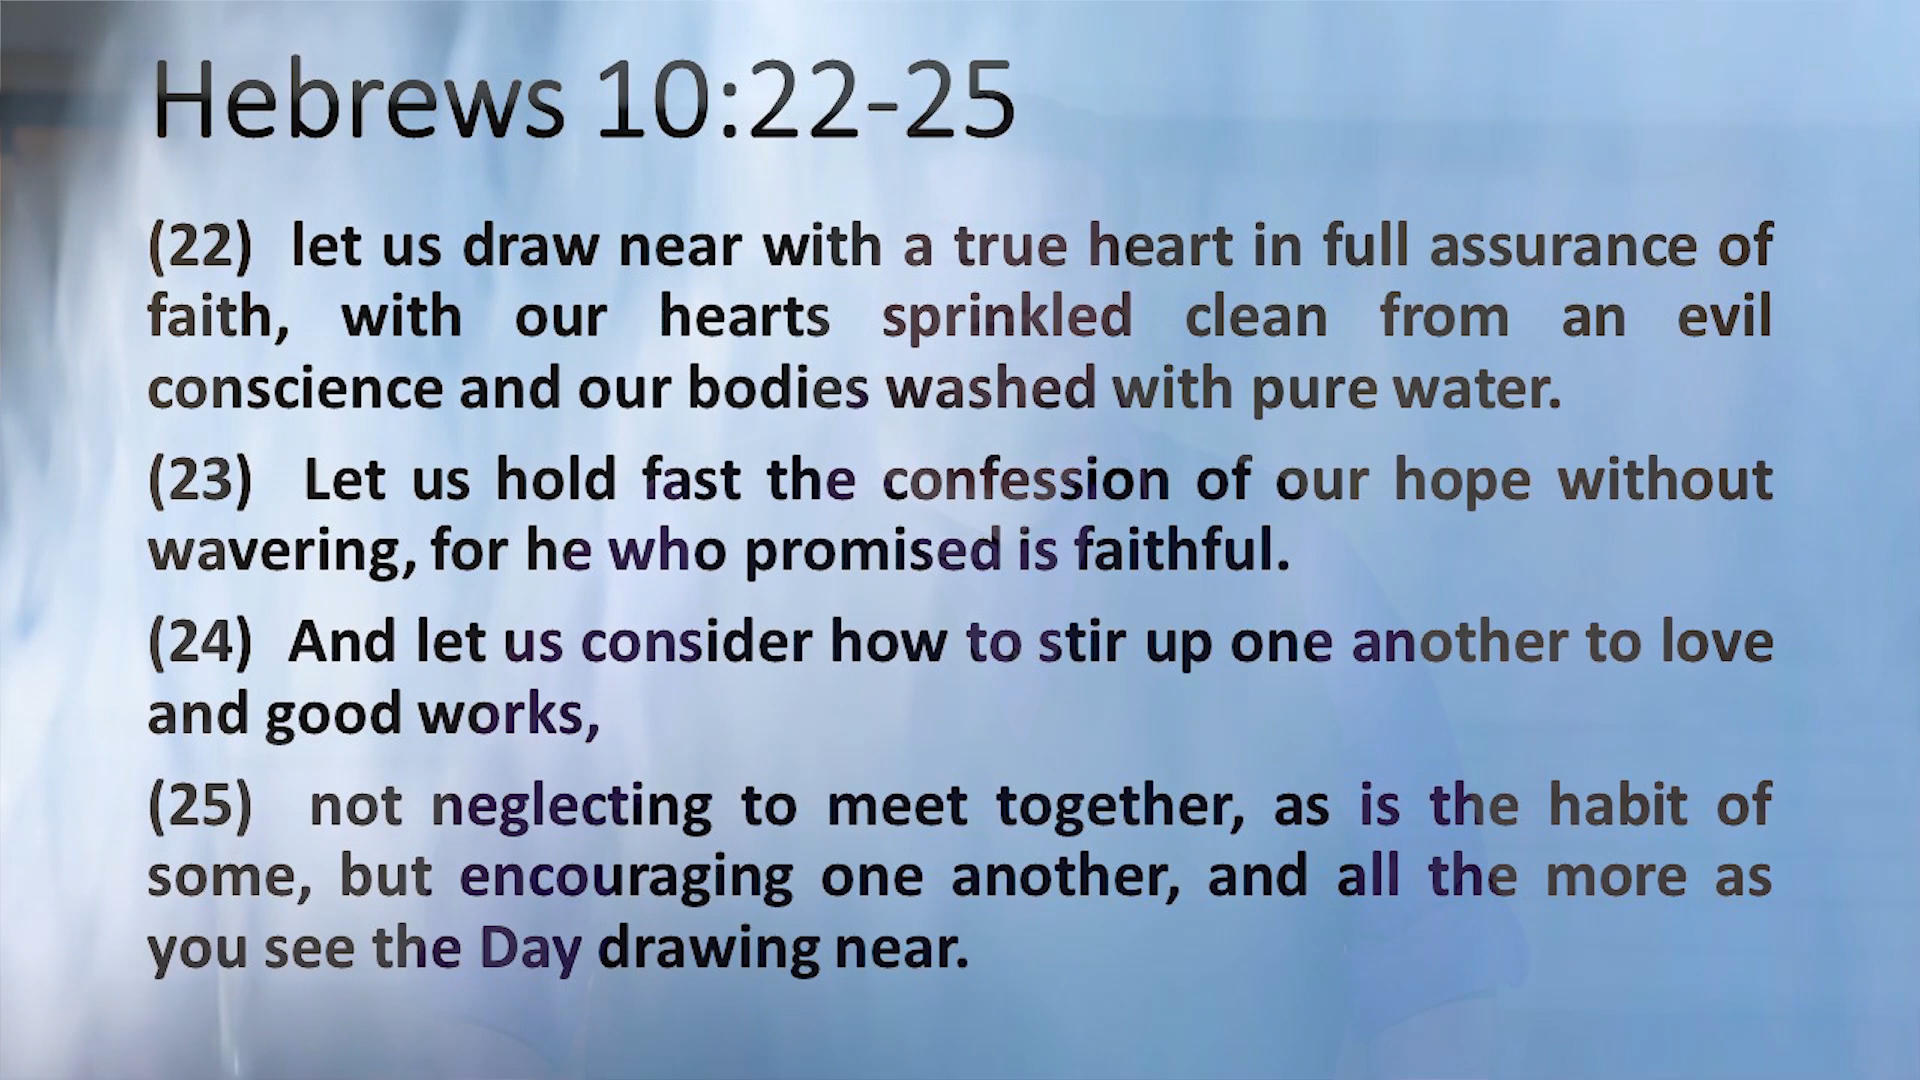 Hebrews 10:22-25
(22) let us draw near with a true heart in full assurance of
faith, with our hearts sprinkled clean from an evil
conscience and our bodies washed with pure water.
(23) Let us hold fast the confession of our hope without
wavering, for he who promised is faithful.
(24) And let us consider how to stir up one another to love
and good works,
(25) not neglecting to meet together, as is the habit of
some, but encouraging one another, and all the more as
you see the Day drawing near.